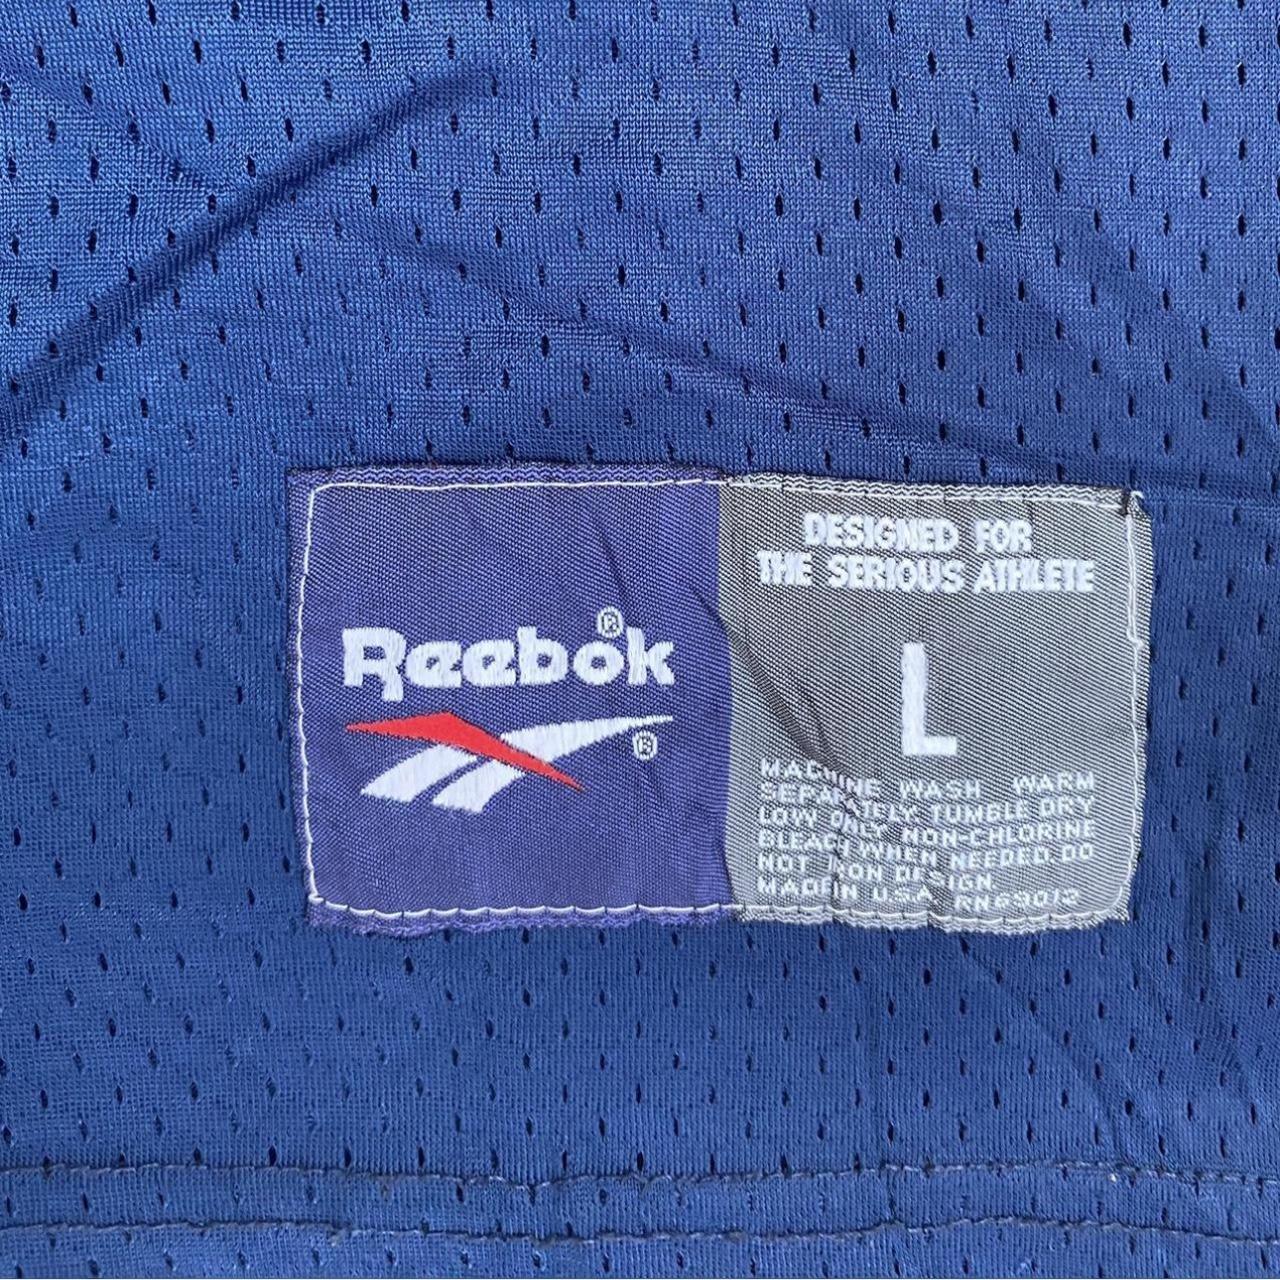 Reebok®
®
DESIGNED FOR
THE SERIOUS ATHLETE
L
MACHINE WASH WARM
SEPARATELY TUMBLE DRY
LOW ONLY NON-CHLORINE
BLEACH WHEN NEEDED. DO
NOT IRON DESIGN.
MADE IN U.S.A. RN69012